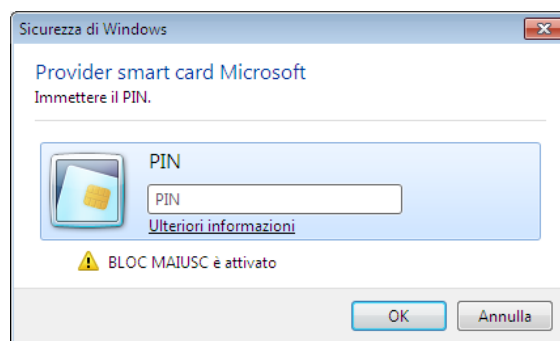 Sicurezza di Windows
Provider smart card Microsoft
Immettere il PIN.
PIN
PIN
Ulteriori informazioni
BLOC MAIUSC è attivato
OK Annulla